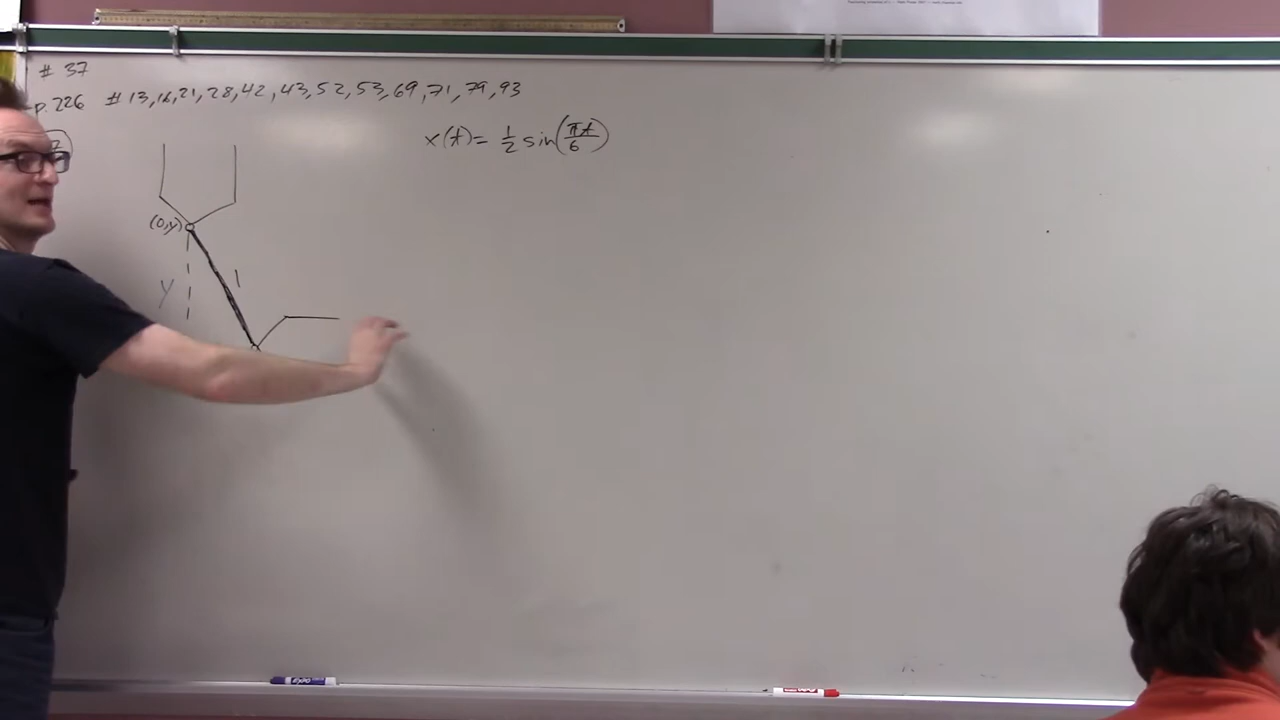 # 37
p. 226 # 13, 16, 21, 28, 42, 43, 52, 53, 69, 71, 79, 93
x(t) = 1/2 sin(πt/6)
(0,y)
1
y
EXPO